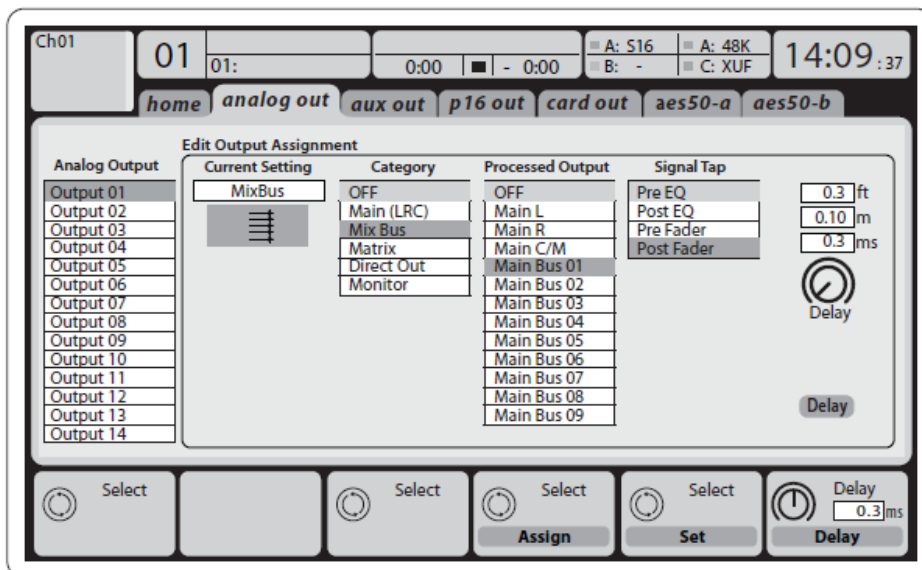 Ch01
01
01:
0:00
- 0:00
A: S16
B: -
A: 48K
C: XUF
14:09 :37
home
analog out
aux out
p16 out
card out
aes50-a
aes50-b
Edit Output Assignment
Analog Output
Output 01
Output 02
Output 03
Output 04
Output 05
Output 06
Output 07
Output 08
Output 09
Output 10
Output 11
Output 12
Output 13
Output 14
Current Setting
MixBus
Category
OFF
Main (LRC)
Mix Bus
Matrix
Direct Out
Monitor
Processed Output
OFF
Main L
Main R
Main C/M
Main Bus 01
Main Bus 02
Main Bus 03
Main Bus 04
Main Bus 05
Main Bus 06
Main Bus 07
Main Bus 08
Main Bus 09
Signal Tap
Pre EQ
Post EQ
Pre Fader
Post Fader
0.3 ft
0.10 m
0.3 ms
Delay
Delay
Select
Select
Select
Assign
Select
Set
Delay
0.3 ms
Delay